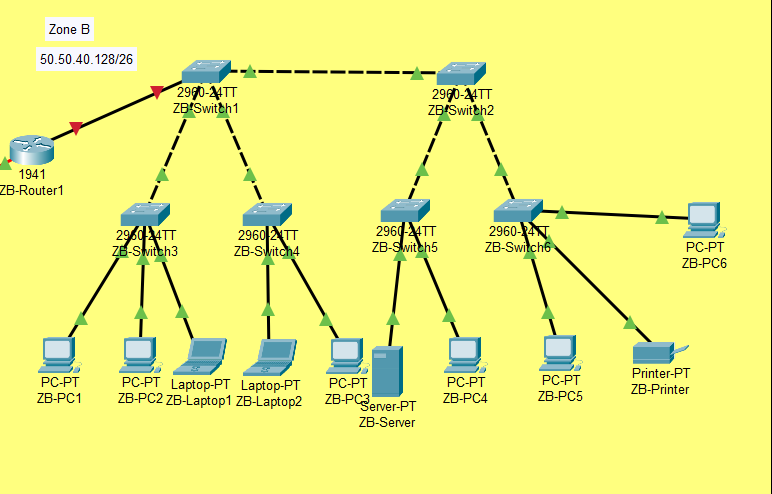 Zone B
50.50.40.128/26
2960-24TT
ZB-Switch1
2960-24TT
ZB-Switch2
1941
ZB-Router1
2960-24TT
ZB-Switch3
2960-24TT
ZB-Switch4
2960-24TT
ZB-Switch5
2960-24TT
ZB-Switch6
PC-PT
ZB-PC6
PC-PT
ZB-PC1
PC-PT
ZB-PC2
Laptop-PT
ZB-Laptop1
Laptop-PT
ZB-Laptop2
PC-PT
ZB-PC3
Server-PT
ZB-Server
PC-PT
ZB-PC4
PC-PT
ZB-PC5
Printer-PT
ZB-Printer